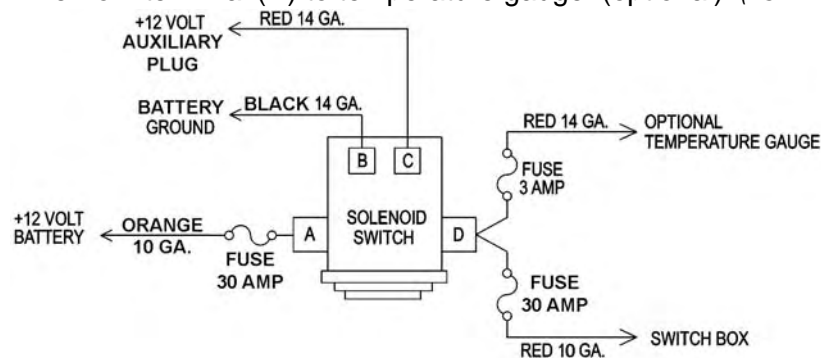 (optional)
+12 VOLT
AUXILIARY
PLUG
RED 14 GA.
BATTERY
GROUND
BLACK 14 GA.
B
C
RED 14 GA.
OPTIONAL
TEMPERATURE GAUGE
FUSE
3 AMP
+12 VOLT
BATTERY
ORANGE
10 GA.
FUSE
30 AMP
A
SOLENOID
SWITCH
D
FUSE
30 AMP
SWITCH BOX
RED 10 GA.